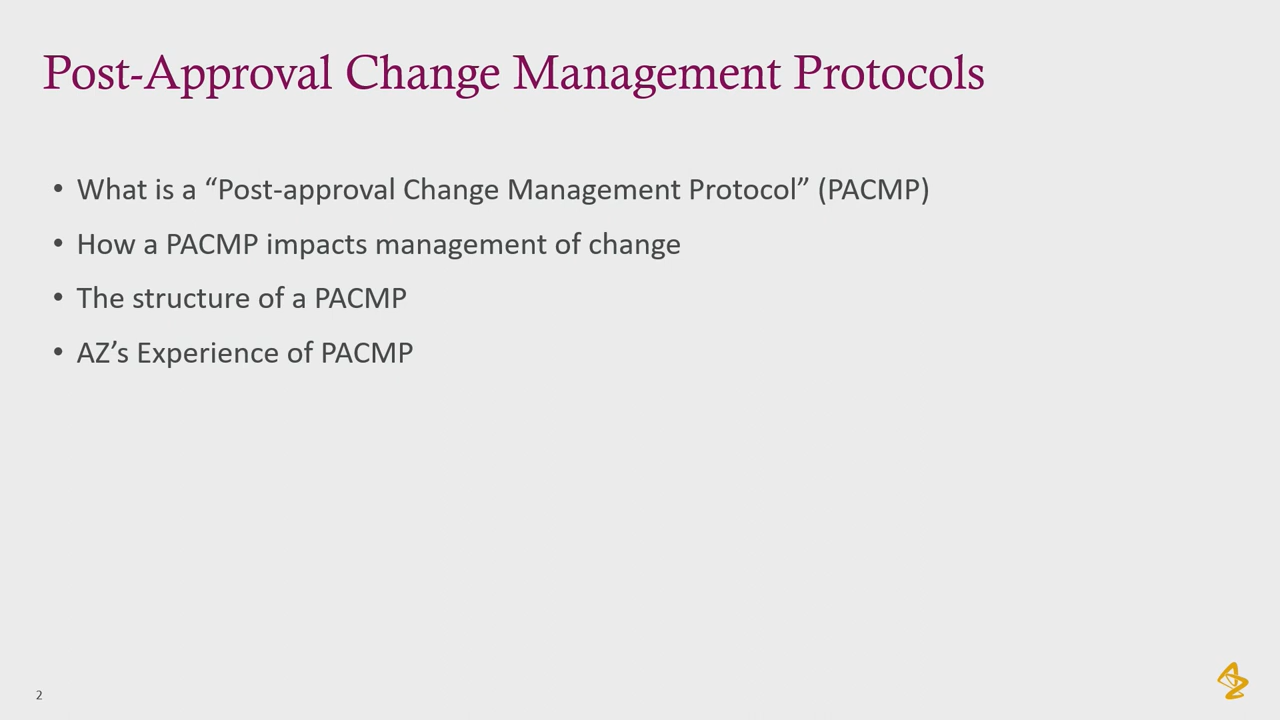 Post-Approval Change Management Protocols
• What is a “Post-approval Change Management Protocol” (PACMP)
• How a PACMP impacts management of change
• The structure of a PACMP
• AZ’s Experience of PACMP
2